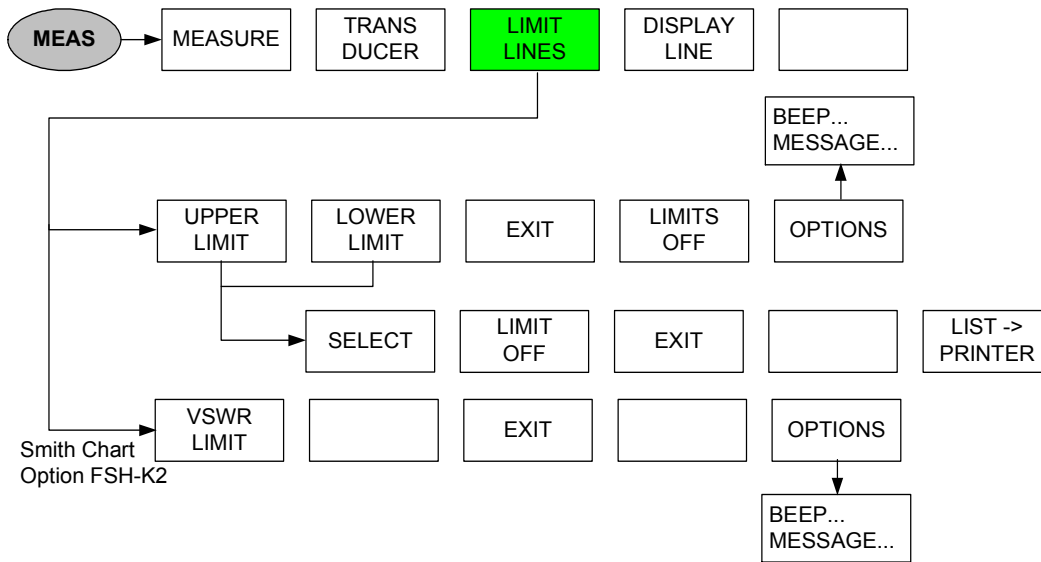 MEAS
MEASURE
TRANS
DUCER
LIMIT
LINES
DISPLAY
LINE
BEEP...
MESSAGE...
UPPER
LIMIT
LOWER
LIMIT
EXIT
LIMITS
OFF
OPTIONS
SELECT
LIMIT
OFF
EXIT
LIST ->
PRINTER
VSWR
LIMIT
EXIT
OPTIONS
Smith Chart
Option FSH-K2
BEEP...
MESSAGE...